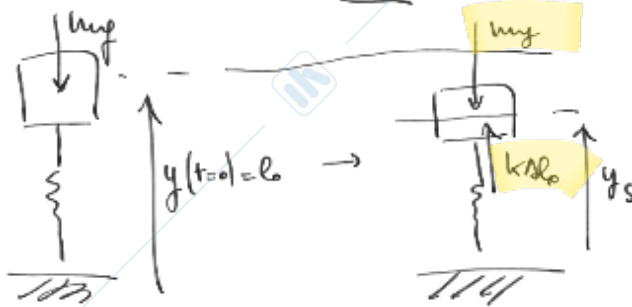 mg
mg
y(t=0)=l₀
→
kΔl₀
yₛ